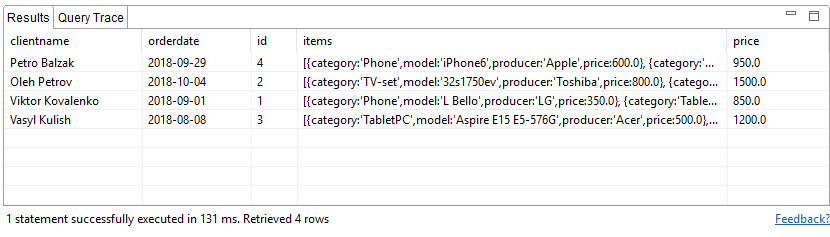 Results Query Trace
clientname orderdate id items price
Petro Balzak 2018-09-29 4 [{category:'Phone',model:'iPhone6',producer:'Apple',price:600.0}, {category:'... 950.0
Oleh Petrov 2018-10-04 2 [{category:'TV-set',model:'32s1750ev',producer:'Toshiba',price:800.0}, {catego... 1500.0
Viktor Kovalenko 2018-09-01 1 [{category:'Phone',model:'L Bello',producer:'LG',price:350.0}, {category:'Table... 850.0
Vasyl Kulish 2018-08-08 3 [{category:'TabletPC',model:'Aspire E15 E5-576G',producer:'Acer',price:500.0},... 1200.0
1 statement successfully executed in 131 ms. Retrieved 4 rows Feedback?